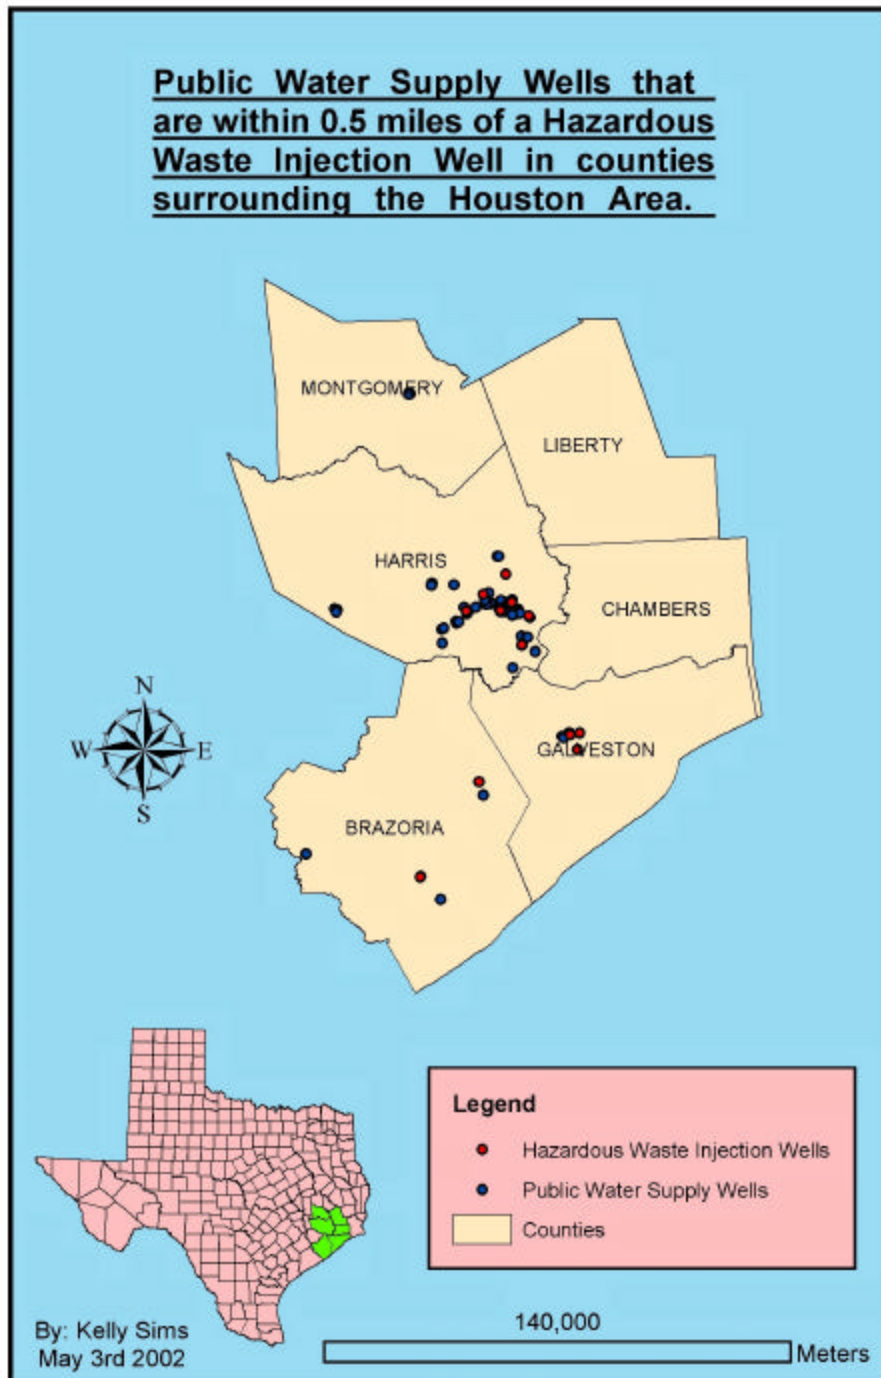 Public Water Supply Wells that
are within 0.5 miles of a Hazardous
Waste Injection Well in counties
surrounding the Houston Area.
MONTGOMERY
LIBERTY
HARRIS
CHAMBERS
N
W E
S
GALVESTON
BRAZORIA
Legend
Hazardous Waste Injection Wells
Public Water Supply Wells
Counties
By: Kelly Sims
May 3rd 2002
140,000
Meters